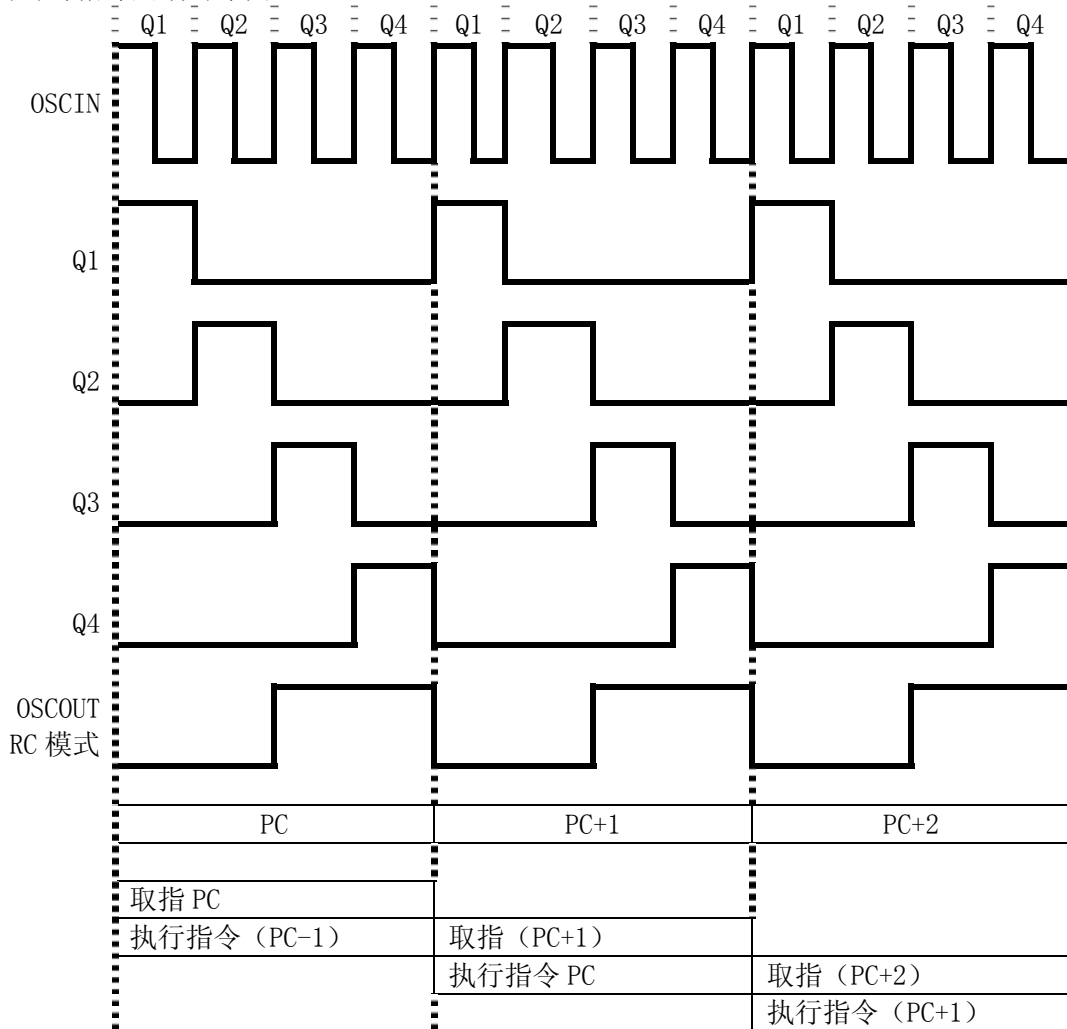 Q1 Q2 Q3 Q4 Q1 Q2 Q3 Q4 Q1 Q2 Q3 Q4
OSCIN
Q1
Q2
Q3
Q4
OSCOUT
RC 模式
PC PC+1 PC+2
取指 PC
执行指令（PC-1） 取指（PC+1）
执行指令 PC 取指（PC+2）
执行指令（PC+1）